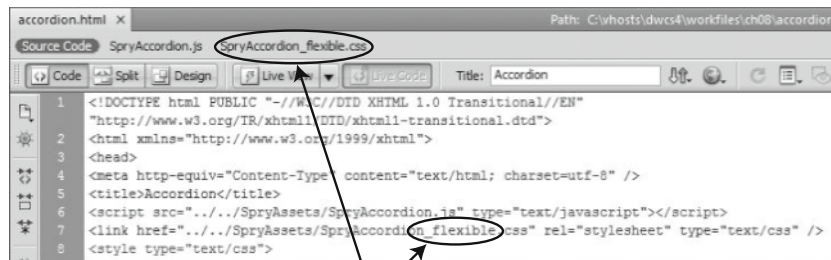 accordion.html ×
Path: C:\vhosts\dwcs4\workfiles\ch08\accordion
Source Code SpryAccordion.js SpryAccordion_flexible.css
Code Split Design Live View Live Code Title: Accordion
1 <!DOCTYPE html PUBLIC "-//W3C//DTD XHTML 1.0 Transitional//EN"
"http://www.w3.org/TR/xhtml1/DTD/xhtml1-transitional.dtd">
2 <html xmlns="http://www.w3.org/1999/xhtml">
3 <head>
4 <meta http-equiv="Content-Type" content="text/html; charset=utf-8" />
5 <title>Accordion</title>
6 <script src="../../SpryAssets/SpryAccordion.js" type="text/javascript"></script>
7 <link href="../../SpryAssets/SpryAccordion_flexible.css" rel="stylesheet" type="text/css" />
8 <style type="text/css">